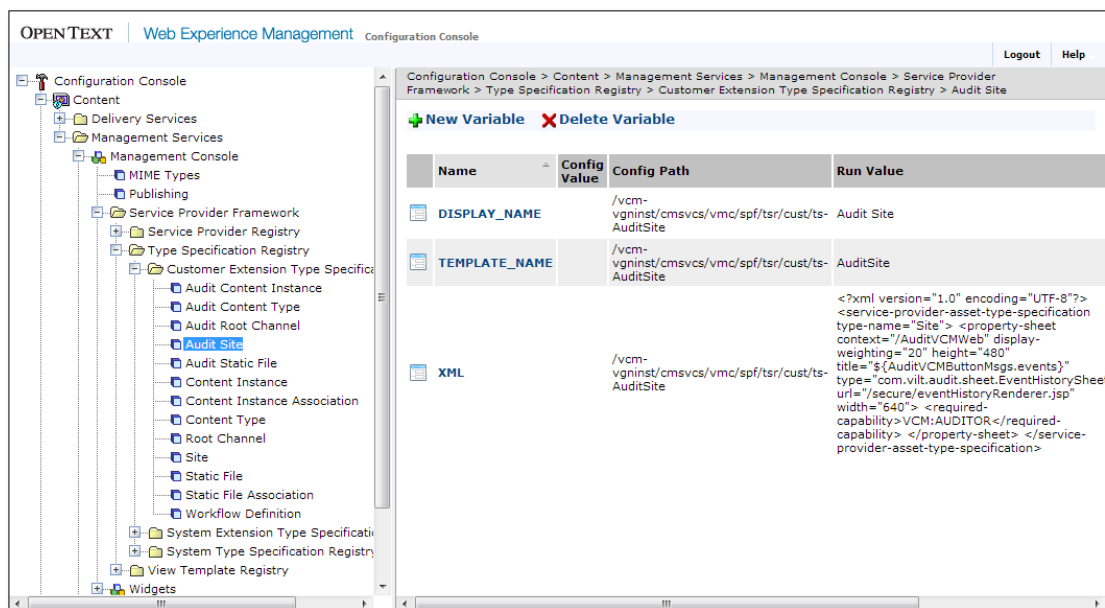 OPENTEXT | Web Experience Management Configuration Console
Logout Help
Configuration Console
Content
Delivery Services
Management Services
Management Console
MIME Types
Publishing
Service Provider Framework
Service Provider Registry
Type Specification Registry
Customer Extension Type Specifica
Audit Content Instance
Audit Content Type
Audit Root Channel
Audit Site
Audit Static File
Content Instance
Content Instance Association
Content Type
Root Channel
Site
Static File
Static File Association
Workflow Definition
System Extension Type Specificati
System Type Specification Registry
View Template Registry
Widgets
Configuration Console > Content > Management Services > Management Console > Service Provider
Framework > Type Specification Registry > Customer Extension Type Specification Registry > Audit Site
New Variable Delete Variable
Name Config Value Config Path Run Value
DISPLAY_NAME
/vcm-
vgninst/cmsvcs/vmc/spf/tsr/cust/ts-
AuditSite
Audit Site
TEMPLATE_NAME
/vcm-
vgninst/cmsvcs/vmc/spf/tsr/cust/ts-
AuditSite
AuditSite
XML
/vcm-
vgninst/cmsvcs/vmc/spf/tsr/cust/ts-
AuditSite
<?xml version="1.0" encoding="UTF-8"?>
<service-provider-asset-type-specification
type-name="Site"> <property-sheet
context="/AuditVCMWeb" display-
weighting="20" height="480"
title="${AuditVCMButtonMsgs.events}"
type="com.vilt.audit.sheet.EventHistorySheet
url="/secure/eventHistoryRenderer.jsp"
width="640"> <required-
capability>VCM:AUDITOR</required-
capability> </property-sheet> </service-
provider-asset-type-specification>